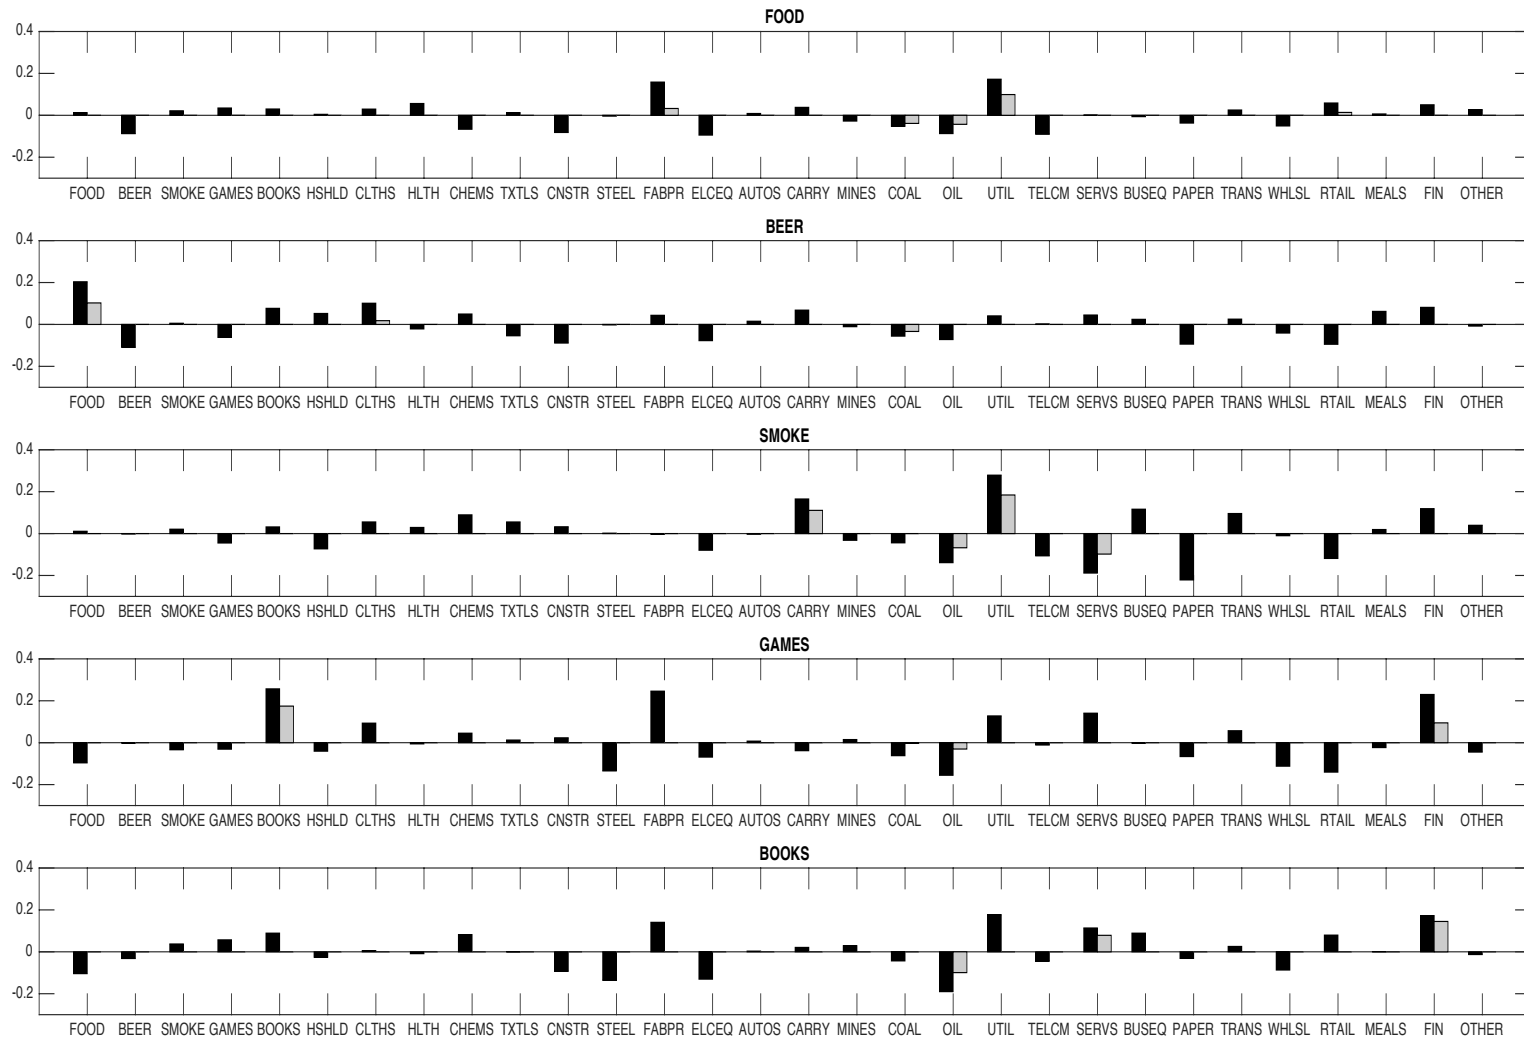 FOOD
0.4
0.2
0
-0.2
FOOD BEER SMOKE GAMES BOOKS HSHLD CLTHS HLTH CHEMS TXTLS CNSTR STEEL FABPR ELCEQ AUTOS CARRY MINES COAL OIL UTIL TELCM SERVS BUSEQ PAPER TRANS WHLSL RTAIL MEALS FIN OTHER
BEER
0.4
0.2
0
-0.2
FOOD BEER SMOKE GAMES BOOKS HSHLD CLTHS HLTH CHEMS TXTLS CNSTR STEEL FABPR ELCEQ AUTOS CARRY MINES COAL OIL UTIL TELCM SERVS BUSEQ PAPER TRANS WHLSL RTAIL MEALS FIN OTHER
SMOKE
0.4
0.2
0
-0.2
FOOD BEER SMOKE GAMES BOOKS HSHLD CLTHS HLTH CHEMS TXTLS CNSTR STEEL FABPR ELCEQ AUTOS CARRY MINES COAL OIL UTIL TELCM SERVS BUSEQ PAPER TRANS WHLSL RTAIL MEALS FIN OTHER
GAMES
0.4
0.2
0
-0.2
FOOD BEER SMOKE GAMES BOOKS HSHLD CLTHS HLTH CHEMS TXTLS CNSTR STEEL FABPR ELCEQ AUTOS CARRY MINES COAL OIL UTIL TELCM SERVS BUSEQ PAPER TRANS WHLSL RTAIL MEALS FIN OTHER
BOOKS
0.4
0.2
0
-0.2
FOOD BEER SMOKE GAMES BOOKS HSHLD CLTHS HLTH CHEMS TXTLS CNSTR STEEL FABPR ELCEQ AUTOS CARRY MINES COAL OIL UTIL TELCM SERVS BUSEQ PAPER TRANS WHLSL RTAIL MEALS FIN OTHER